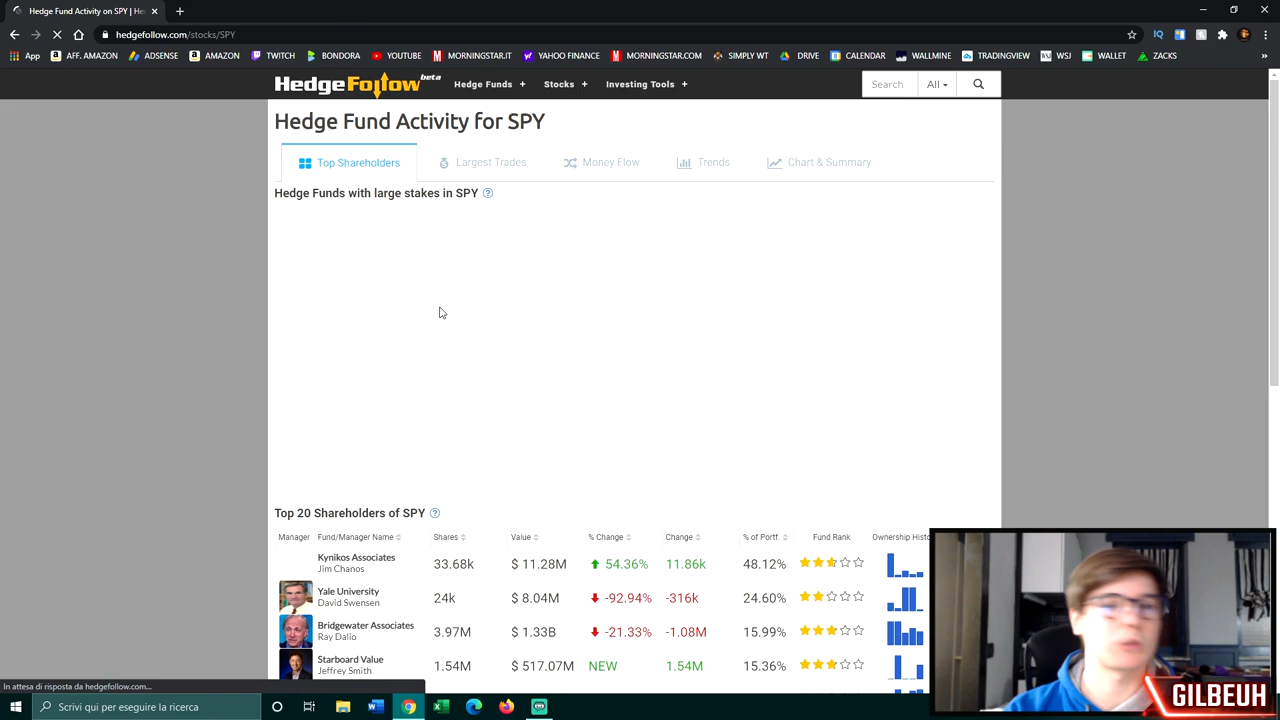 Hedge Fund Activity for SPY | He
hedgefollow.com/stocks/SPY
App AFF. AMAZON ADSENSE AMAZON TWITCH BONDORA YOUTUBE MORNINGSTAR.IT YAHOO FINANCE MORNINGSTAR.COM SIMPLY WT DRIVE CALENDAR WALLMINE TRADINGVIEW WSJ WALLET ZACKS
HedgeFollow beta Hedge Funds + Stocks + Investing Tools + Search All
Hedge Fund Activity for SPY
Top Shareholders Largest Trades Money Flow Trends Chart & Summary
Hedge Funds with large stakes in SPY ?
Top 20 Shareholders of SPY ?
Manager Fund/Manager Name Shares Value % Change Change % of Portf. Fund Rank Ownership Histo
Kynikos Associates
Jim Chanos
33.68k $ 11.28M 54.36% 11.86k 48.12%
Yale University
David Swensen
24k $ 8.04M -92.94% -316k 24.60%
Bridgewater Associates
Ray Dalio
3.97M $ 1.33B -21.33% -1.08M 15.99%
Starboard Value
Jeffrey Smith
1.54M $ 517.07M NEW 1.54M 15.36%
In attesa di risposta da hedgefollow.com...
Scrivi qui per eseguire la ricerca
GILBEUH